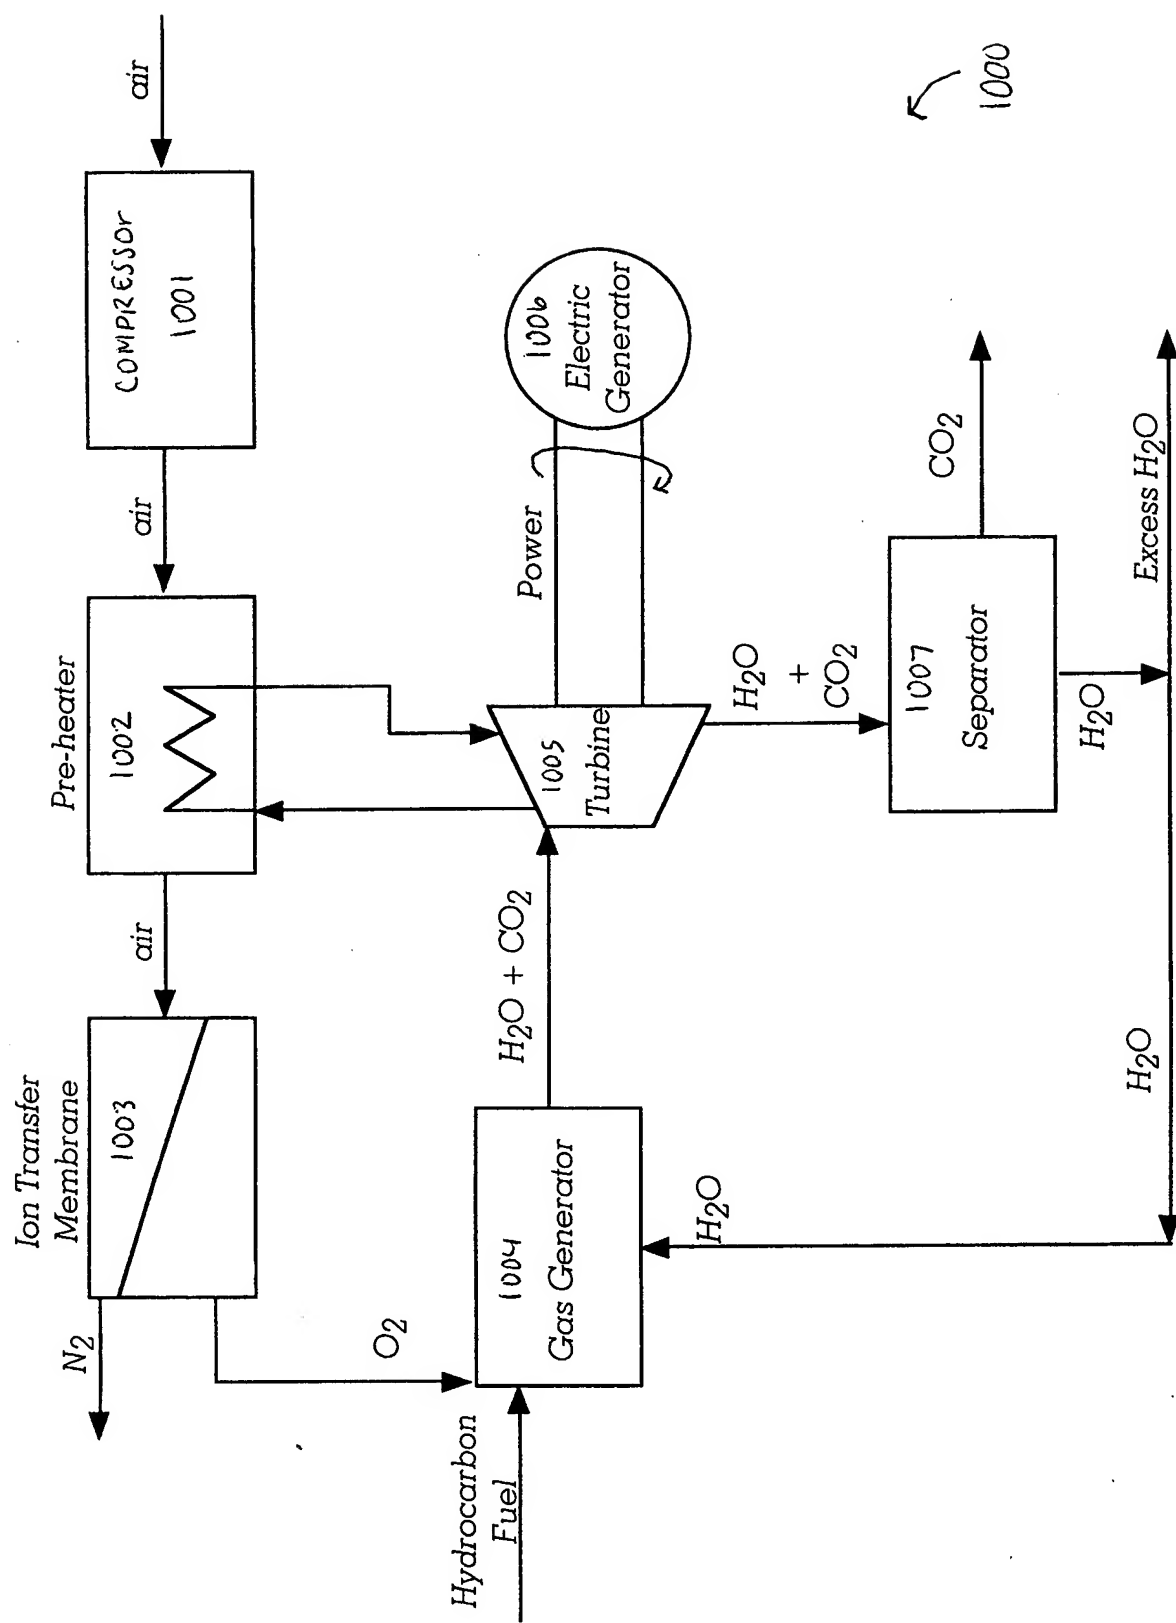 Ion Transfer
Membrane
1003
N2
O2
air
Pre-heater
1002
air
COMPRESSOR
1001
air
Hydrocarbon
Fuel
1004
Gas Generator
H2O + CO2
1005
Turbine
Power
1006
Electric
Generator
H2O
+
CO2
H2O
1007
Separator
CO2
H2O
H2O
Excess H2O
1000